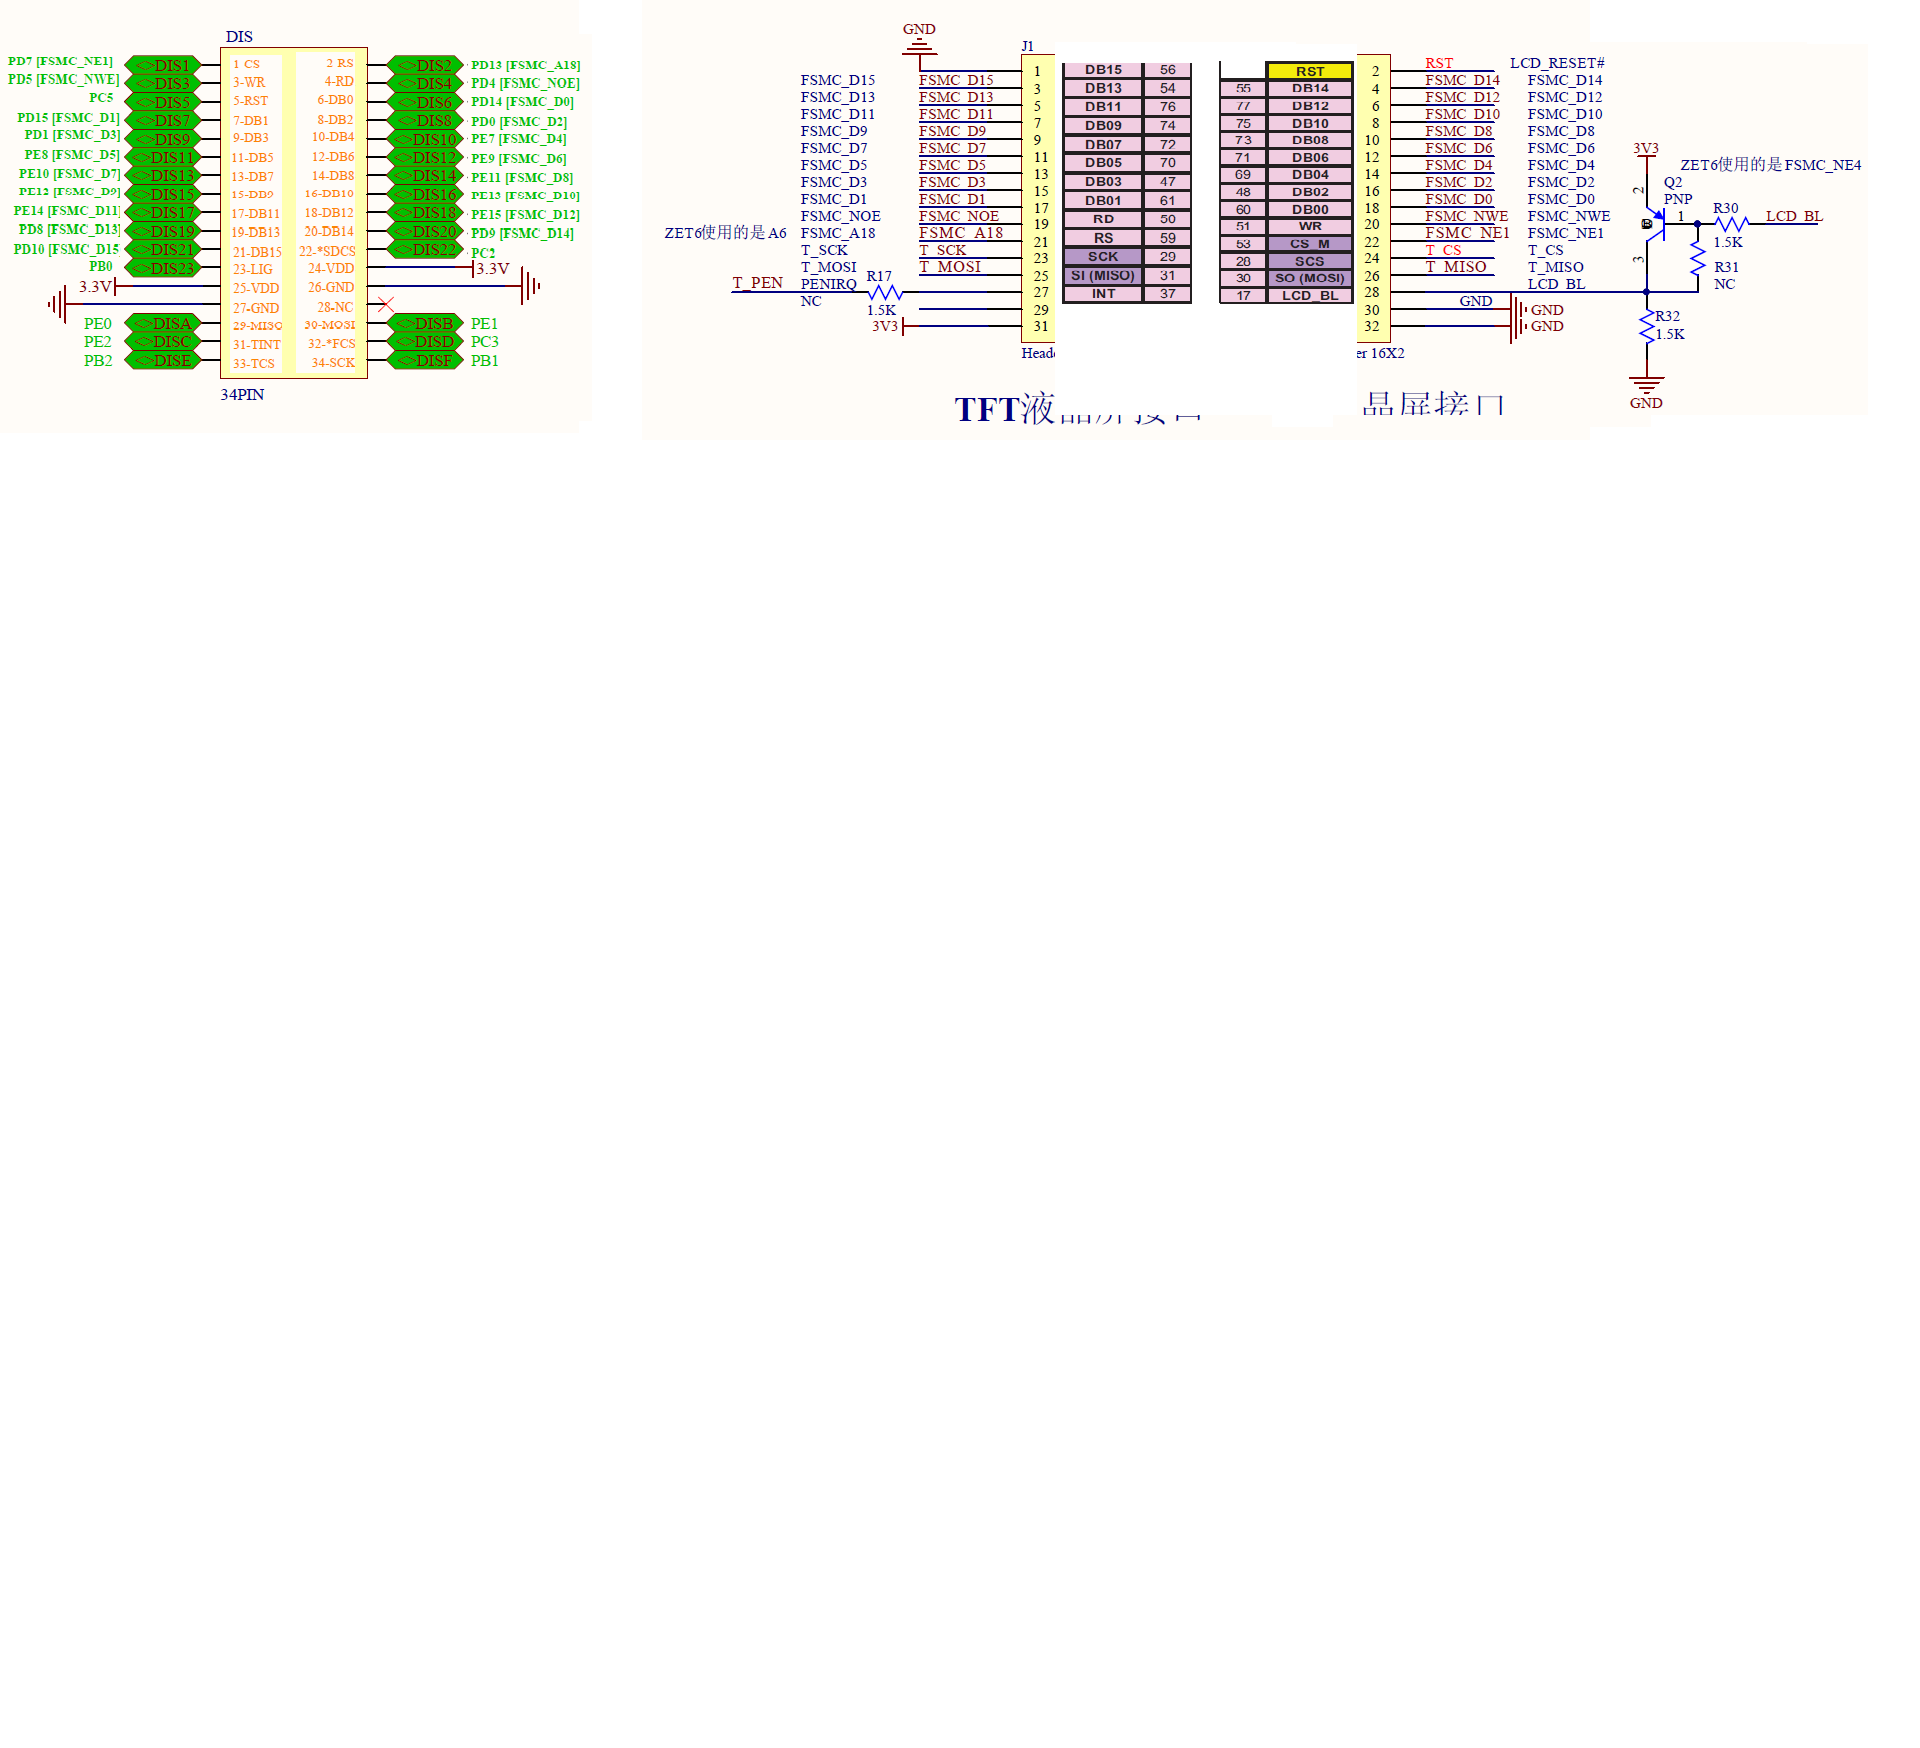 DIS
PD7 [FSMC_NE1] <>DIS1 1 CS 2 RS <>DIS2 PD13 [FSMC_A18]
PD5 [FSMC_NWE] <>DIS3 3-WR 4-RD <>DIS4 PD4 [FSMC_NOE]
PC5 <>DIS5 5-RST 6-DB0 <>DIS6 PD14 [FSMC_D0]
PD15 [FSMC_D1] <>DIS7 7-DB1 8-DB2 <>DIS8 PD0 [FSMC_D2]
PD1 [FSMC_D3] <>DIS9 9-DB3 10-DB4 <>DIS10 PE7 [FSMC_D4]
PE8 [FSMC_D5] <>DIS11 11-DB5 12-DB6 <>DIS12 PE9 [FSMC_D6]
PE10 [FSMC_D7] <>DIS13 13-DB7 14-DB8 <>DIS14 PE11 [FSMC_D8]
PE12 [FSMC_D9] <>DIS15 15-DB9 16-DB10 <>DIS16 PE13 [FSMC_D10]
PE14 [FSMC_D11] <>DIS17 17-DB11 18-DB12 <>DIS18 PE15 [FSMC_D12]
PD8 [FSMC_D13] <>DIS19 19-DB13 20-DB14 <>DIS20 PD9 [FSMC_D14]
PD10 [FSMC_D15 <>DIS21 21-DB15 22-*SDCS <>DIS22 PC2
PB0 <>DIS23 23-LIG 24-VDD 3.3V
3.3V 25-VDD 26-GND
27-GND 28-NC
PE0 <>DISA 29-MISO 30-MOSI <>DISB PE1
PE2 <>DISC 31-TINT 32-*FCS <>DISD PC3
PB2 <>DISE 33-TCS 34-SCK <>DISF PB1
34PIN
GND
J1
1 DB15 56 RST 2 RST LCD_RESET#
FSMC_D15 FSMC_D15 3 DB13 54 55 DB14 4 FSMC_D14 FSMC_D14
FSMC_D13 FSMC_D13 5 DB11 76 77 DB12 6 FSMC_D12 FSMC_D12
FSMC_D11 FSMC_D11 7 DB09 74 75 DB10 8 FSMC_D10 FSMC_D10
FSMC_D9 FSMC_D9 9 DB07 72 73 DB08 10 FSMC_D8 FSMC_D8
FSMC_D7 FSMC_D7 11 DB05 70 71 DB06 12 FSMC_D6 FSMC_D6
FSMC_D5 FSMC_D5 13 DB03 47 69 DB04 14 FSMC_D4 FSMC_D4
FSMC_D3 FSMC_D3 15 DB01 61 48 DB02 16 FSMC_D2 FSMC_D2
FSMC_D1 FSMC_D1 17 RD 50 60 DB00 18 FSMC_D0 FSMC_D0
FSMC_NOE FSMC_NOE 19 RS 59 51 WR 20 FSMC_NWE FSMC_NWE
ZET6使用的是A6 FSMC_A18 FSMC_A18 21 SCK 29 53 CS_M 22 FSMC_NE1 FSMC_NE1
T_SCK T_SCK 23 SI (MISO) 31 28 SCS 24 T_CS T_CS
T_MOSI T_MOSI 25 INT 37 30 SO (MOSI) 26 T_MISO T_MISO
T_PEN PENIRQ R17 1.5K 27 17 LCD_BL 28 LCD_BL
NC 29 30 GND GND
3V3 31 32 GND
Heade
er 16X2
3V3
ZET6使用的是FSMC_NE4
Q2
PNP
2 1 3
R30
1.5K
LCD_BL
R31
NC
R32
1.5K
GND
TFT液晶屏接口
晶屏接口